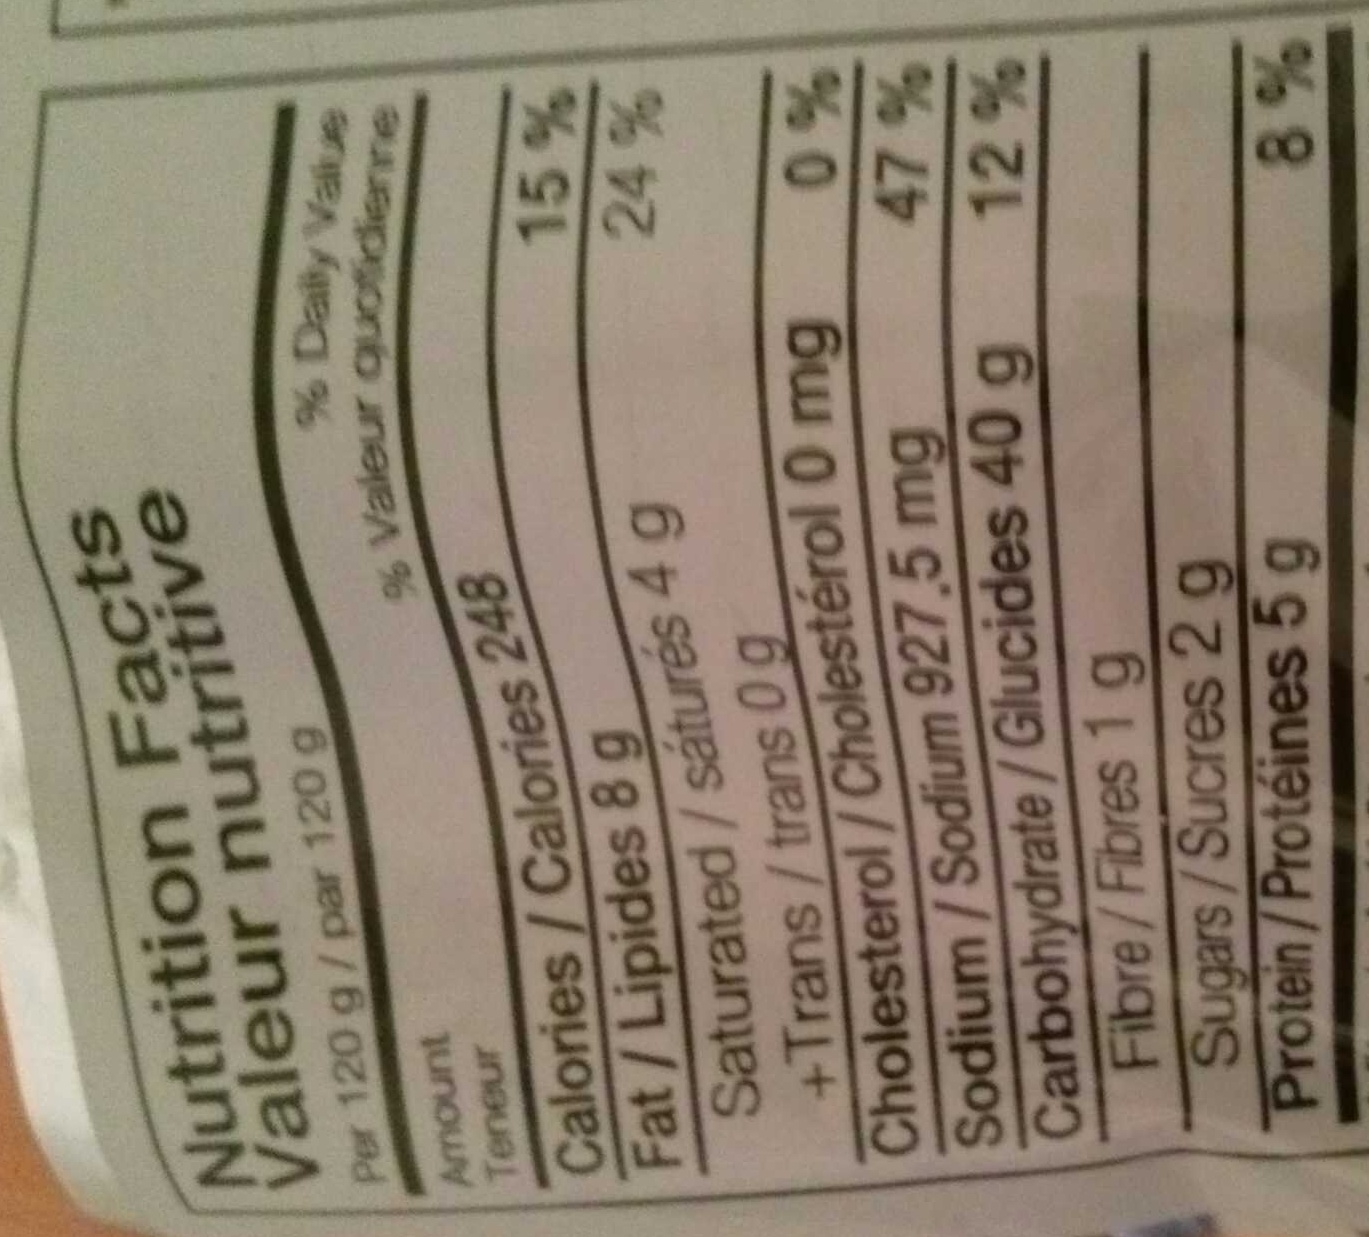 Nutrition Facts
Valeur nutritive
Per 120 g / par 120 g
% Daily Value
% Valeur quotidienne
Amount
Teneur
Calories / Calories 248
Fat / Lipides 8 g 15 %
Saturated / sáturés 4 g 24 %
+Trans / trans 0 g
Cholesterol / Cholestérol 0 mg 0 %
Sodium / Sodium 927.5 mg 47 %
Carbohydrate / Glucides 40 g 12 %
Fibre / Fibres 1 g
Sugars / Sucres 2 g
Protein / Protéines 5 g 8 %